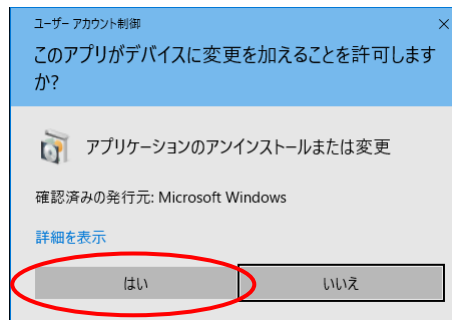 ユーザー アカウント制御
このアプリがデバイスに変更を加えることを許可します
か?
アプリケーションのアンインストールまたは変更
確認済みの発行元: Microsoft Windows
詳細を表示
はい
いいえ